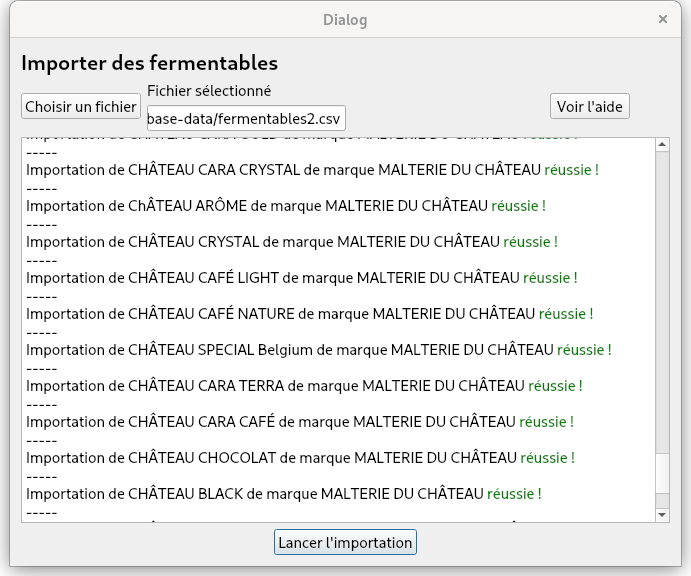 Dialog
Importer des fermentables
Fichier sélectionné
Choisir un fichier
base-data/fermentables2.csv
Voir l'aide
-----
Importation de CHÂTEAU CARA CRYSTAL de marque MALTERIE DU CHÂTEAU réussie !
-----
Importation de ChÂTEAU ARÔME de marque MALTERIE DU CHÂTEAU réussie !
-----
Importation de CHÂTEAU CRYSTAL de marque MALTERIE DU CHÂTEAU réussie !
-----
Importation de CHÂTEAU CAFÉ LIGHT de marque MALTERIE DU CHÂTEAU réussie !
-----
Importation de CHÂTEAU CAFÉ NATURE de marque MALTERIE DU CHÂTEAU réussie !
-----
Importation de CHÂTEAU SPECIAL Belgium de marque MALTERIE DU CHÂTEAU réussie !
-----
Importation de CHÂTEAU CARA TERRA de marque MALTERIE DU CHÂTEAU réussie !
-----
Importation de CHÂTEAU CARA CAFÉ de marque MALTERIE DU CHÂTEAU réussie !
-----
Importation de CHÂTEAU CHOCOLAT de marque MALTERIE DU CHÂTEAU réussie !
-----
Importation de CHÂTEAU BLACK de marque MALTERIE DU CHÂTEAU réussie !
-----
Lancer l'importation